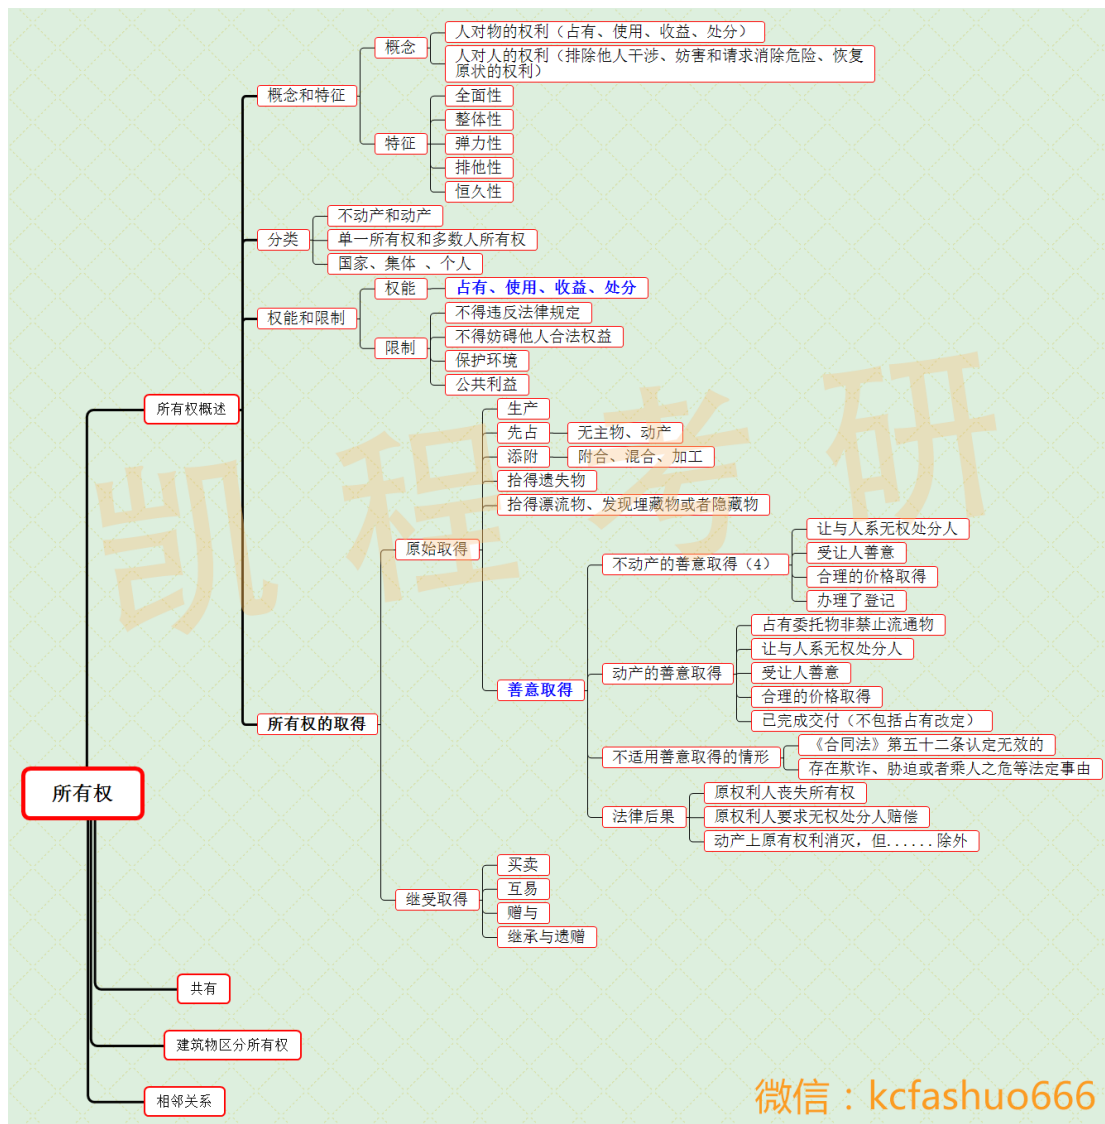 人对物的权利（占有、使用、收益、处分）
概念
人对人的权利（排除他人干涉、妨害和请求消除危险、恢复
原状的权利）
概念和特征
全面性
整体性
特征
弹力性
排他性
恒久性
不动产和动产
分类
单一所有权和多数人所有权
国家、集体 、个人
权能
占有、使用、收益、处分
权能和限制
不得违反法律规定
不得妨碍他人合法权益
限制
保护环境
公共利益
所有权概述
生产
先占
无主物、动产
添附
附合、混合、加工
拾得遗失物
拾得漂流物、发现埋藏物或者隐藏物
原始取得
让与人系无权处分人
不动产的善意取得（4）
受让人善意
合理的价格取得
办理了登记
占有委托物非禁止流通物
让与人系无权处分人
动产的善意取得
受让人善意
合理的价格取得
已完成交付（不包括占有改定）
善意取得
所有权的取得
不适用善意取得的情形
《合同法》第五十二条认定无效的
存在欺诈、胁迫或者乘人之危等法定事由
原权利人丧失所有权
法律后果
原权利人要求无权处分人赔偿
动产上原有权利消灭，但......除外
所有权
买卖
继受取得
互易
赠与
继承与遗赠
共有
建筑物区分所有权
相邻关系
凯程考研
微信：kcfashuo666